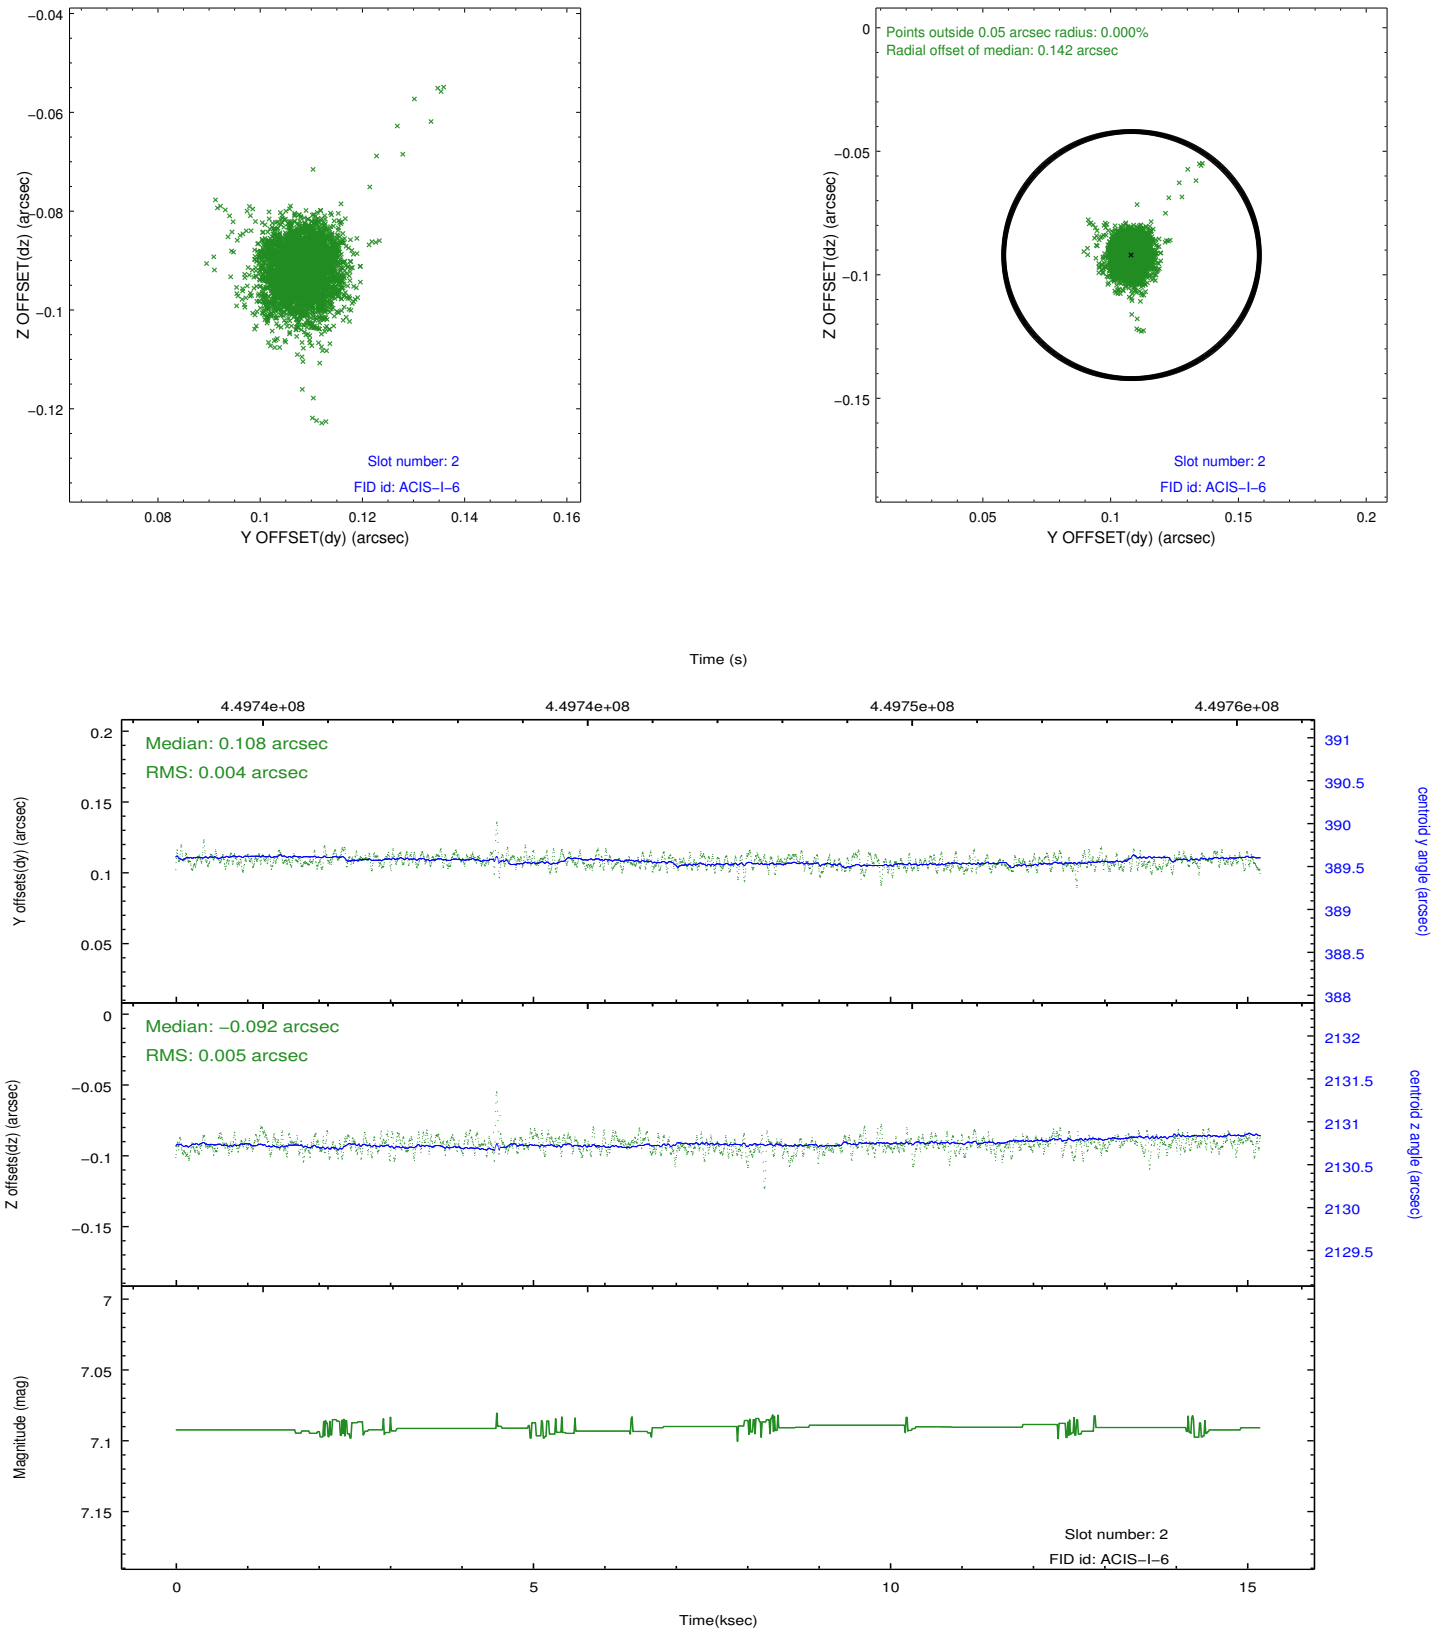 −0.04
−0.06
−0.08
−0.1
−0.12
Z OFFSET(dz) (arcsec)
Slot number: 2
FID id: ACIS−I−6
0.08
0.1
0.12
0.14
0.16
Y OFFSET(dy) (arcsec)
Points outside 0.05 arcsec radius: 0.000%
Radial offset of median: 0.142 arcsec
0
−0.05
−0.1
−0.15
Z OFFSET(dz) (arcsec)
Slot number: 2
FID id: ACIS−I−6
0.05
0.1
0.15
0.2
Y OFFSET(dy) (arcsec)
Time (s)
4.4974e+08
4.4974e+08
4.4975e+08
4.4976e+08
Median: 0.108 arcsec
RMS: 0.004 arcsec
0.2
0.15
0.1
0.05
Y offsets(dy) (arcsec)
391
390.5
390
389.5
389
388.5
388
centroid y angle (arcsec)
Median: −0.092 arcsec
RMS: 0.005 arcsec
0
−0.05
−0.1
−0.15
Z offsets(dz) (arcsec)
2132
2131.5
2131
2130.5
2130
2129.5
centroid z angle (arcsec)
7
7.05
7.1
7.15
Magnitude (mag)
Slot number: 2
FID id: ACIS−I−6
0
5
10
15
Time(ksec)